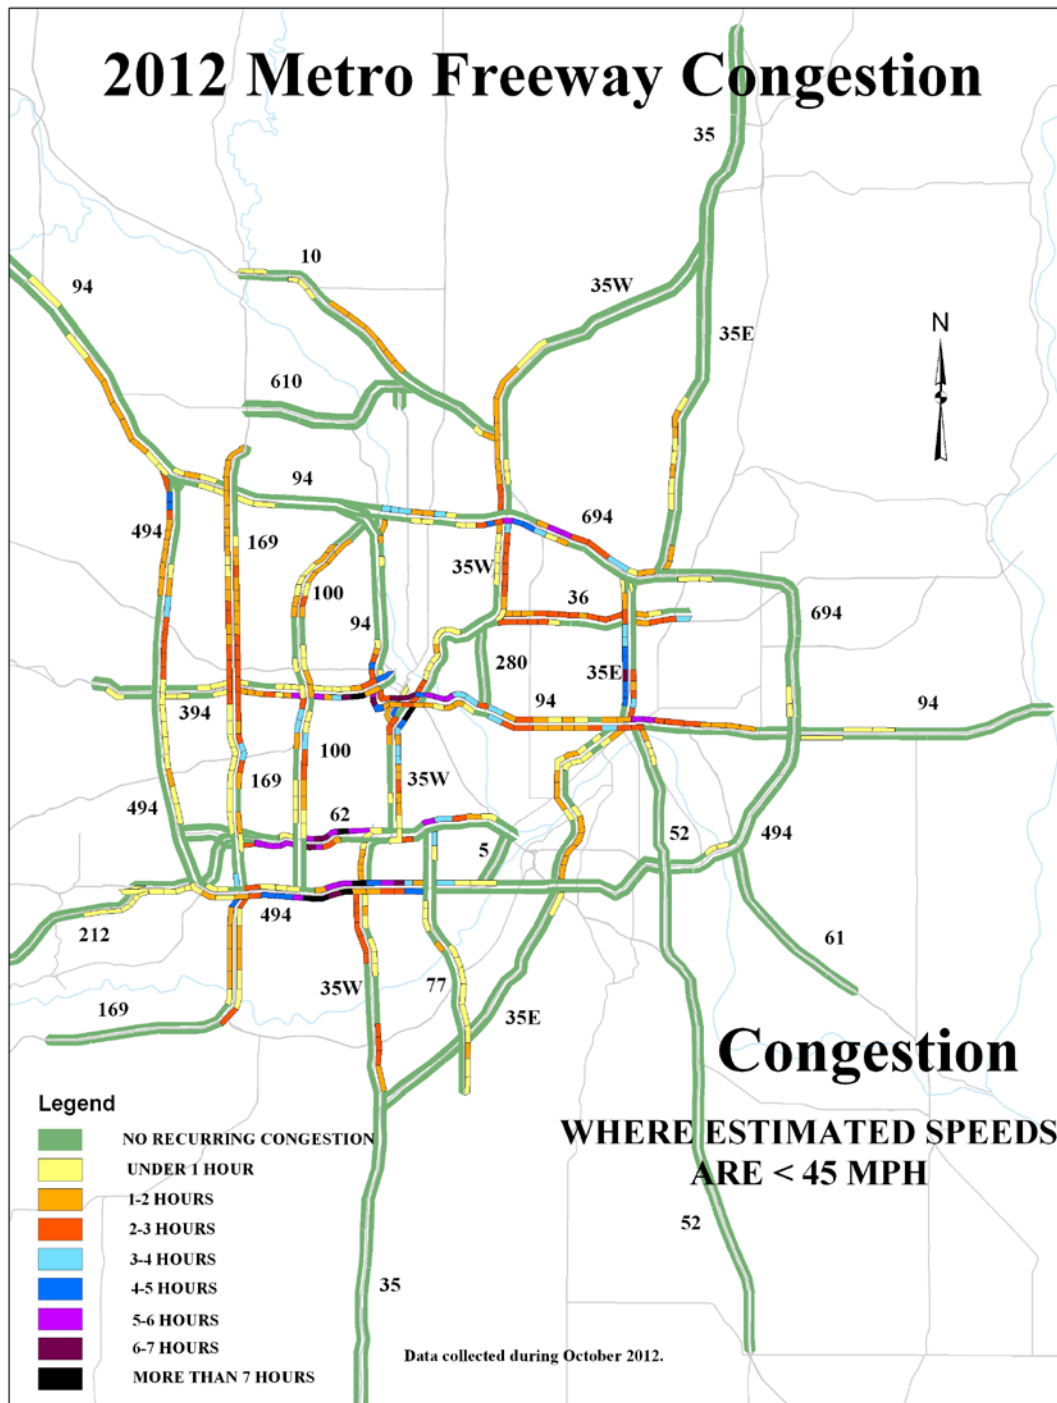 2012 Metro Freeway Congestion
35
10
35W
94
N
35E
610
94
694
494
169
35W
100
36
94
694
280
35E
394
94
94
100
35W
169
494
62
52
494
5
494
212
61
35W
77
169
35E
Congestion
Legend
NO RECURRING CONGESTION
WHERE ESTIMATED SPEEDS
UNDER 1 HOUR
ARE < 45 MPH
1-2 HOURS
2-3 HOURS
52
3-4 HOURS
35
4-5 HOURS
5-6 HOURS
6-7 HOURS
Data collected during October 2012.
MORE THAN 7 HOURS